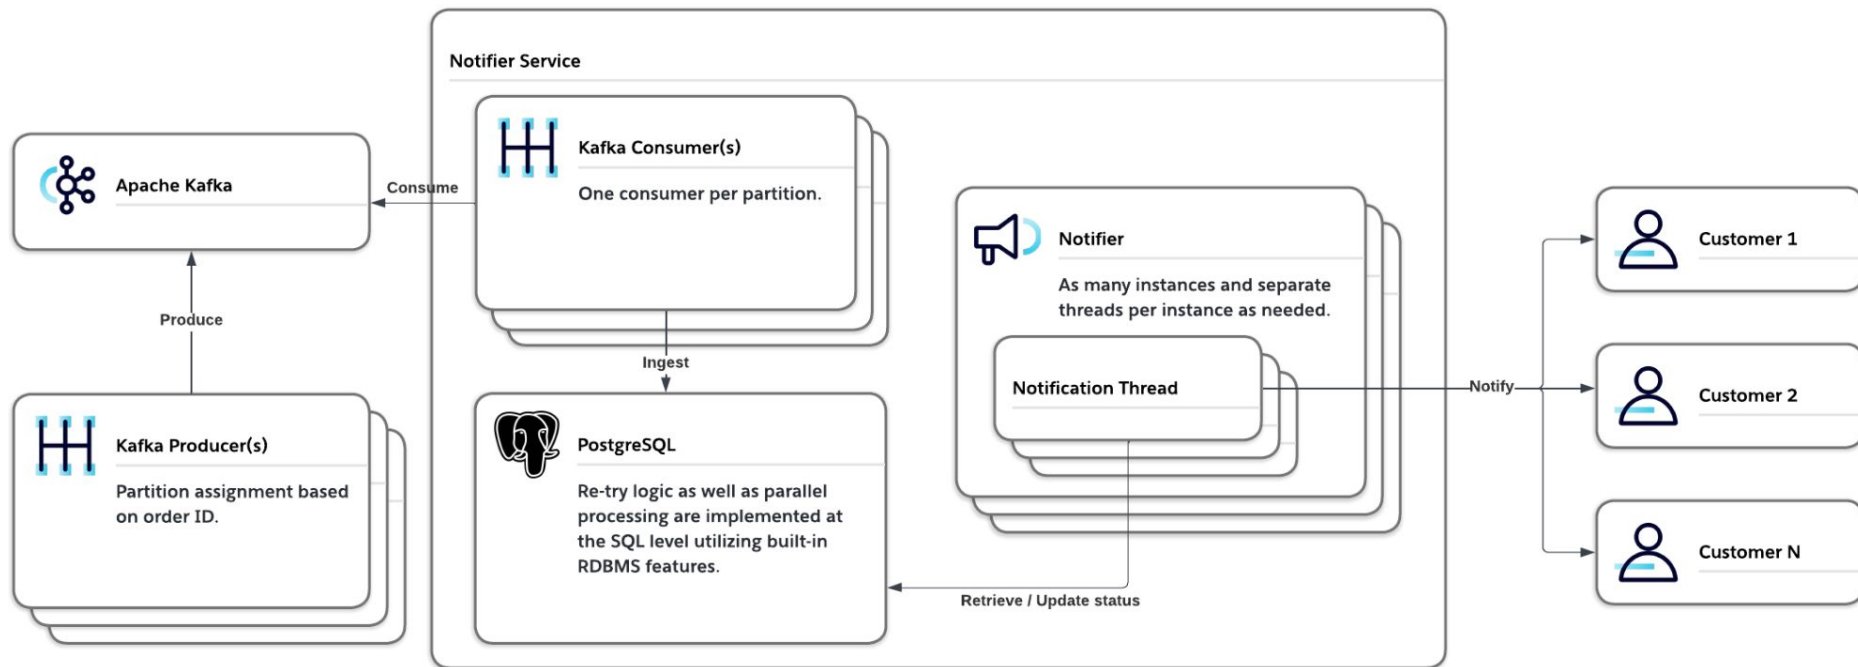 Notifier Service
Apache Kafka
Consume
Kafka Consumer(s)
One consumer per partition.
Produce
Ingest
Kafka Producer(s)
Partition assignment based
on order ID.
PostgreSQL
Re-try logic as well as parallel
processing are implemented at
the SQL level utilizing built-in
RDBMS features.
Notifier
As many instances and separate
threads per instance as needed.
Notification Thread
Retrieve / Update status
Notify
Customer 1
Customer 2
Customer N